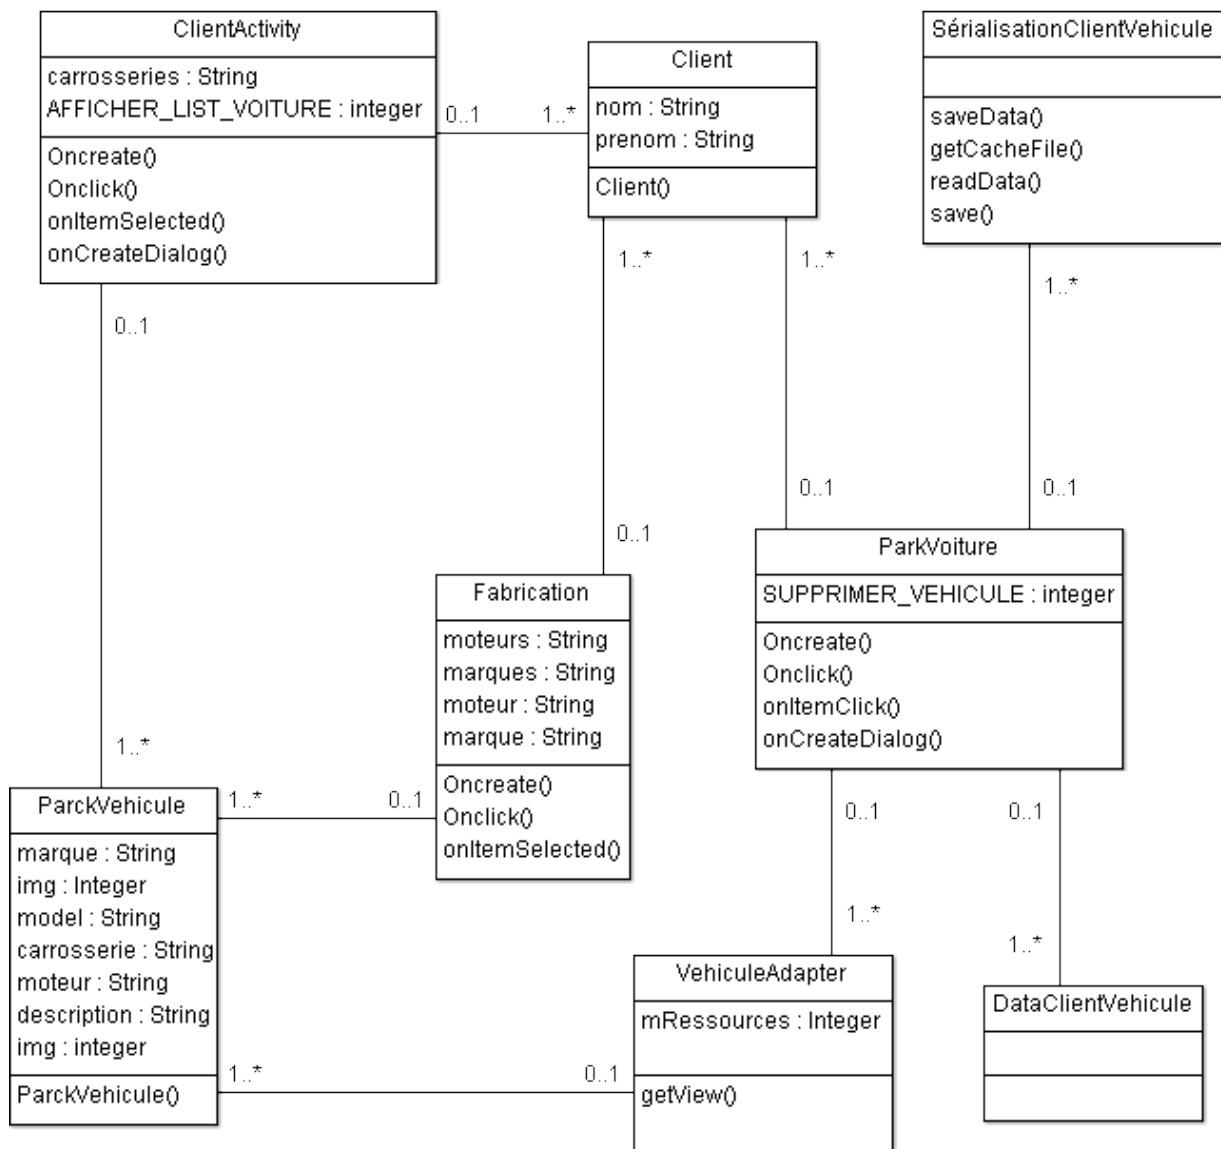 ClientActivity
carrosseries : String
AFFICHER_LIST_VOITURE : integer
Oncreate()
Onclick()
onItemSelected()
onCreateDialog()
0..1
1..*
Client
nom : String
prenom : String
Client()
SérialisationClientVehicule
saveData()
getCacheFile()
readData()
save()
1..*
1..*
1..*
0..1
0..1
0..1
0..1
ParkVoiture
SUPPRIMER_VEHICULE : integer
Oncreate()
Onclick()
onItemClick()
onCreateDialog()
Fabrication
moteurs : String
marques : String
moteur : String
marque : String
Oncreate()
Onclick()
onItemSelected()
1..*
1..*
0..1
ParckVehicule
marque : String
img : Integer
model : String
carrosserie : String
moteur : String
description : String
img : integer
ParckVehicule()
0..1
0..1
1..*
1..*
1..*
0..1
VehiculeAdapter
mRessources : Integer
getView()
DataClientVehicule